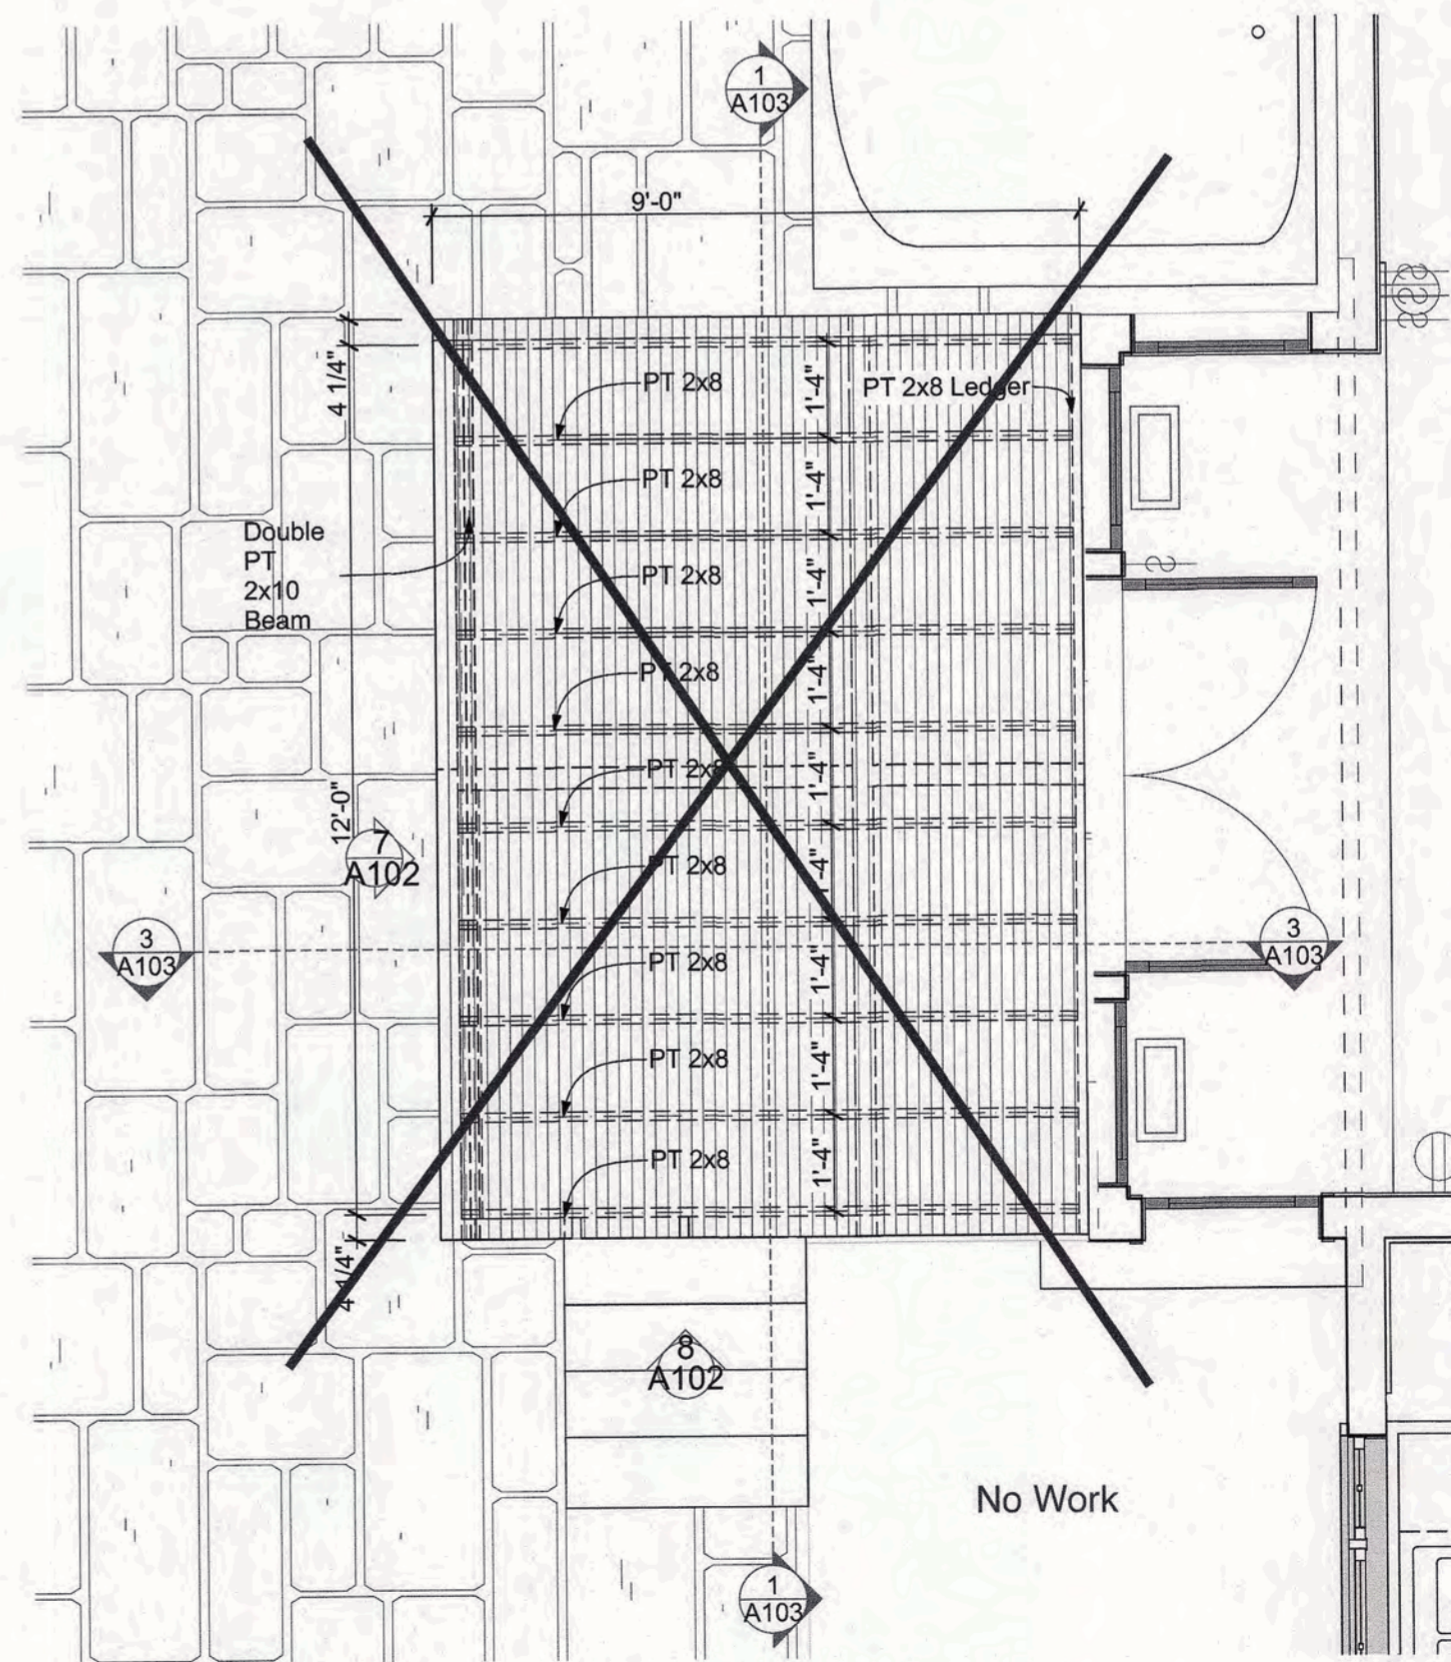 1
A103
9'-0"
4 1/4"
PT 2x8
1'-4"
PT 2x8 Ledger
PT 2x8
1'-4"
Double
PT
2x10
Beam
PT 2x8
1'-4"
PT 2x8
1'-4"
PT 2x8
1'-4"
12'-0"
7
A102
PT 2x8
1'-4"
3
A103
PT 2x8
1'-4"
3
A103
PT 2x8
1'-4"
PT 2x8
1'-4"
4 1/4"
8
A102
No Work
1
A103